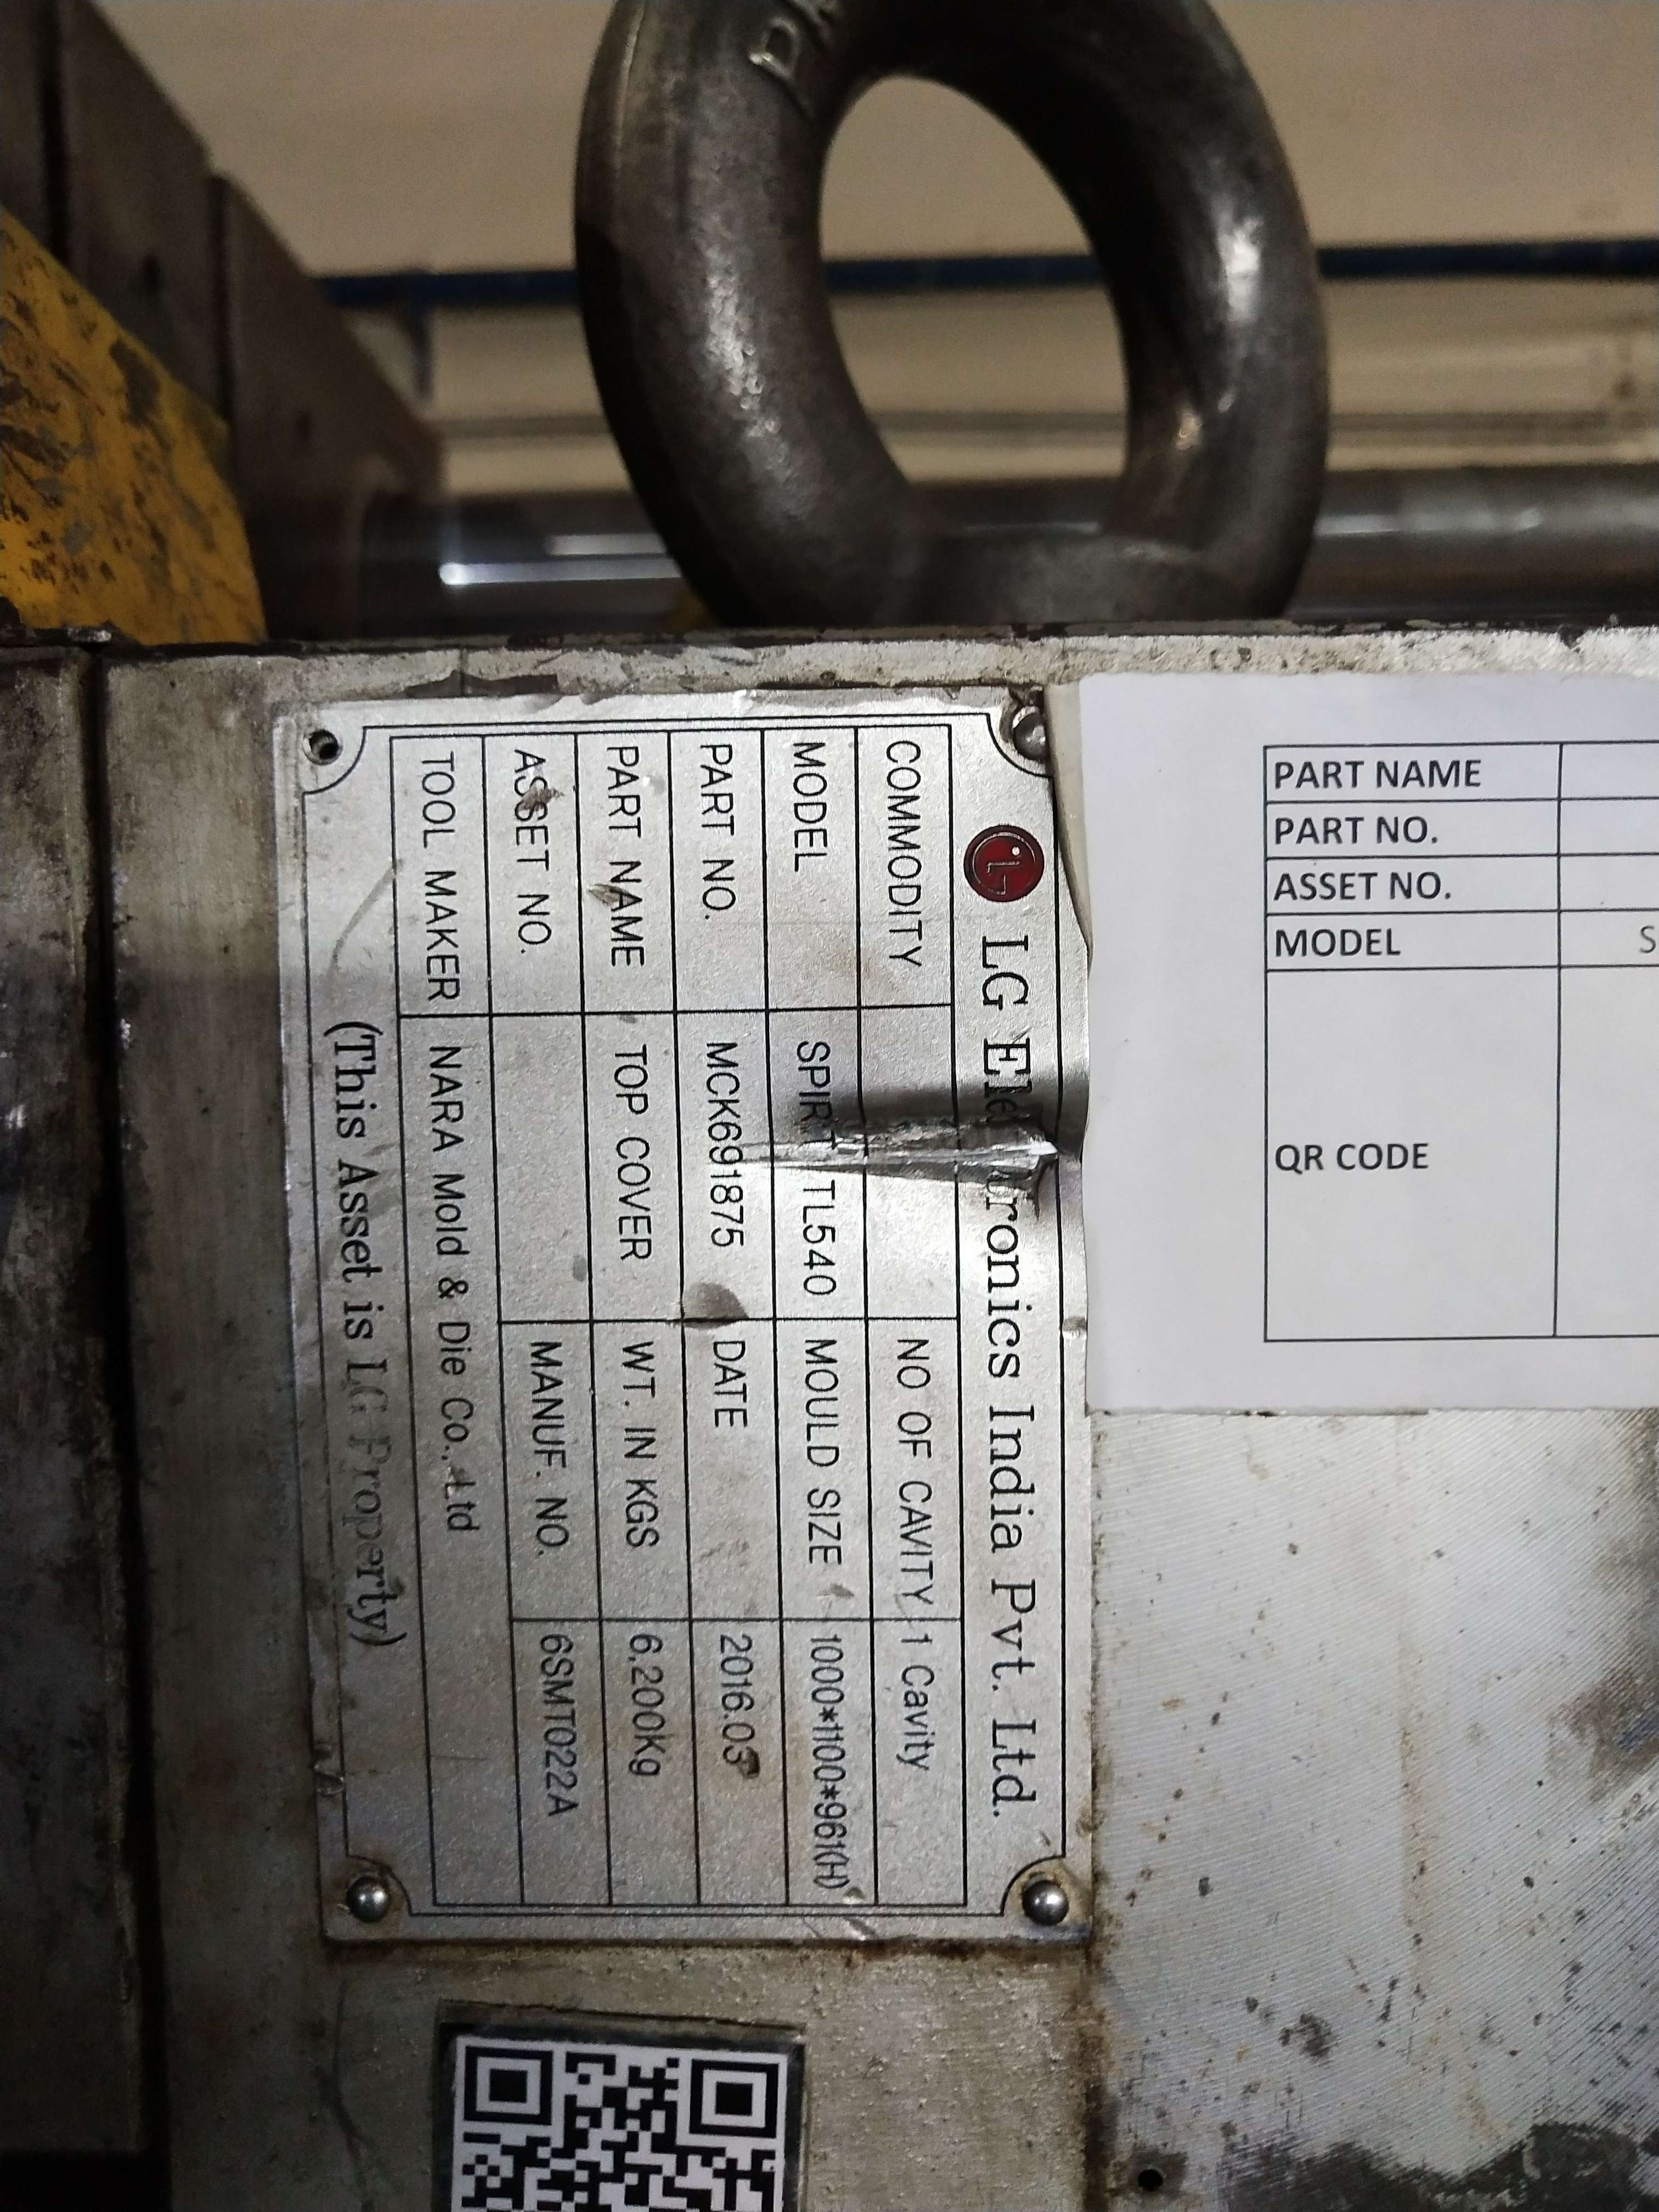 LG Electronics India Pvt. Ltd.
COMMODITY NO OF CAVITY 1 Cavity
MODEL SPIRIT TL540 MOULD SIZE 1000*1100*961(H)
PART NO. MCK691875 DATE 2016.03
PART NAME TOP COVER WT. IN KGS 6,200Kg
ASSET NO. MANUF. NO. 6SMT022A
TOOL MAKER NARA Mold & Die Co., Ltd
(This Asset is LG Property)
PART NAME
PART NO.
ASSET NO.
MODEL S
QR CODE